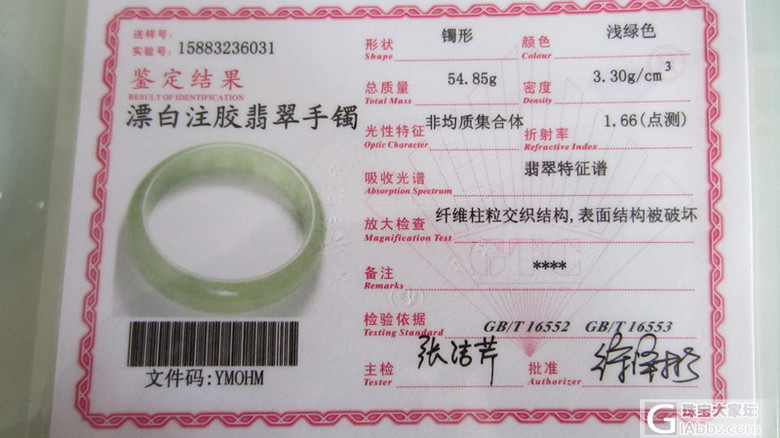 送样号:
实验号: 15883236031
鉴定结果
RESULT OF IDENTIFICATION
漂白注胶翡翠手镯
文件码:YMOHM
形状 镯形 颜色 浅绿色
Shape Colour
总质量 54.85g 密度 3.30g/cm³
Total Mass Density
光性特征 非均质集合体 折射率 1.66(点测)
Optic Character Refractive Index
吸收光谱 翡翠特征谱
Absorption Spectrum
放大检查 纤维柱粒交织结构,表面结构被破坏
Magnification Test
备注 ****
Remarks
检验依据 GB/T 16552 GB/T 16553
Testing Standard
主检 张洁芹 批准
Tester Authorizer
珠宝大家坛
GIabbs.com